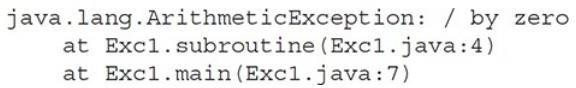 java.lang.ArithmeticException: / by zero
    at Exc1.subroutine(Exc1.java:4)
    at Exc1.main(Exc1.java:7)